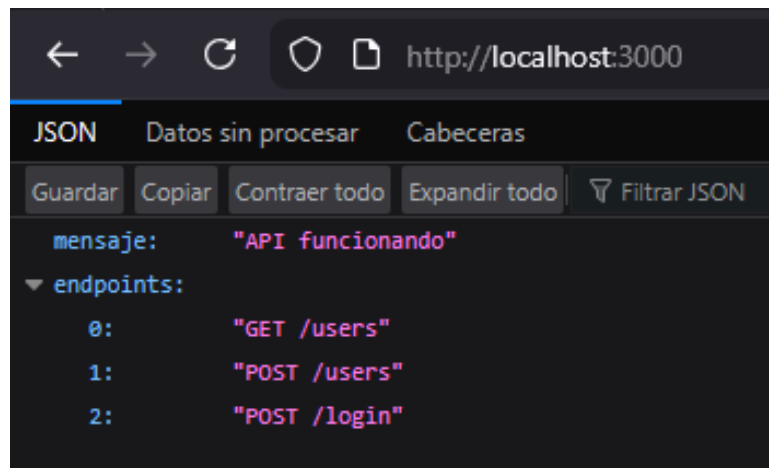 http://localhost:3000
JSON Datos sin procesar Cabeceras
Guardar Copiar Contraer todo Expandir todo Filtrar JSON
mensaje: "API funcionando"
endpoints:
0: "GET /users"
1: "POST /users"
2: "POST /login"